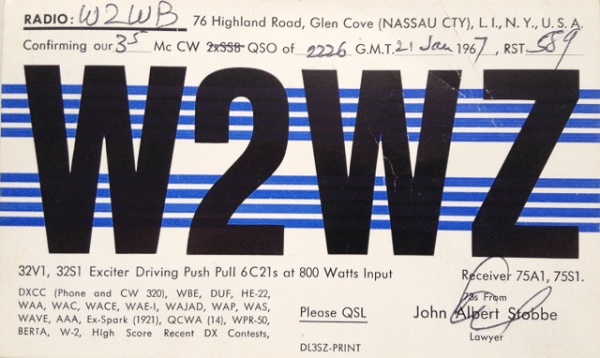 RADIO: W2WB 76 Highland Road, Glen Cove (NASSAU CTY), L. I., N. Y., U. S. A.
Confirming our 35 Mc CW 2xSSB QSO of 2226 G.M.T. 21 Jan 1967, RST 589
W2WZ
32V1, 32S1 Exciter Driving Push Pull 6C21s at 800 Watts Input
Receiver 75A1, 75S1.
DXCC (Phone and CW 320), WBE, DUF, HE-22,
WAA, WAC, WACE, WAE-I, WAJAD, WAP, WAS,
WAVE, AAA, Ex-Spark (1921), QCWA (14), WPR-50,
BERTA, W-2, High Score Recent DX Contests,
Please QSL
DL3SZ-PRINT
73s From
John Albert Stobbe
Lawyer